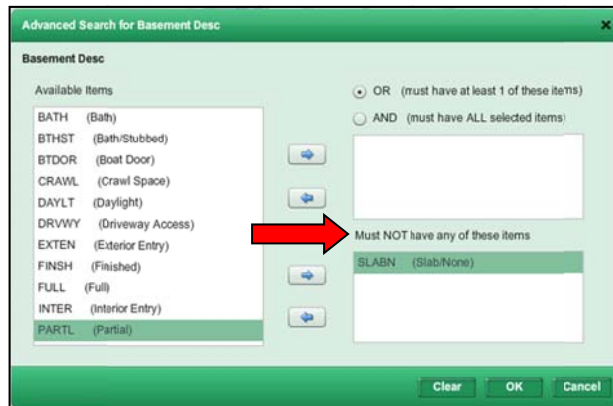 Advanced Search for Basement Desc
Basement Desc
Available Items
BATH (Bath)
BTHST (Bath/Stubbed)
BTDOR (Boat Door)
CRAWL (Crawl Space)
DAYLT (Daylight)
DRVWY (Driveway Access)
EXTEN (Exterior Entry)
FINSH (Finished)
FULL (Full)
INTER (Interior Entry)
PARTL (Partial)
OR (must have at least 1 of these items)
AND (must have ALL selected items)
Must NOT have any of these items
SLABN (Slab/None)
Clear OK Cancel